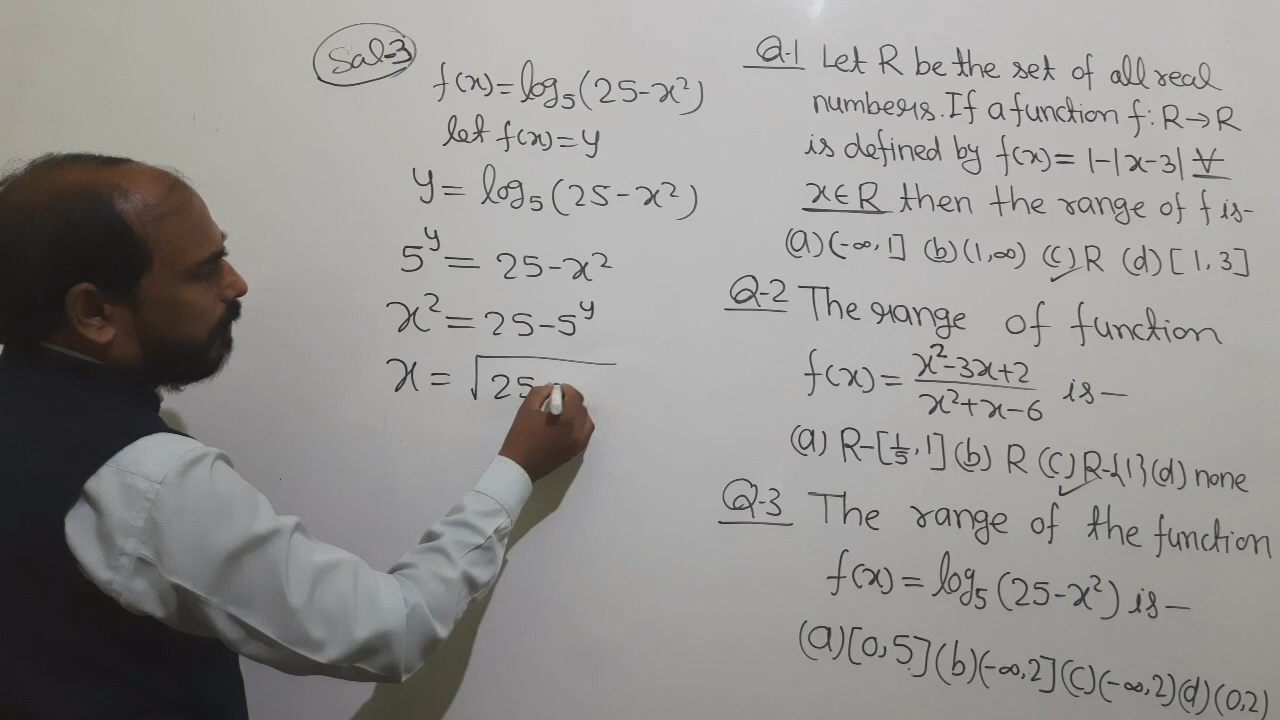 Sol-3
f(x)=log₅(25-x²)
let f(x)=y
y=log₅(25-x²)
5^y=25-x²
x²=25-5^y
x=√25-
Q-1 Let R be the set of all real
numbers. If a function f:R→R
is defined by f(x)=1-|x-3| ∀
x∈R then the range of f is-
(a)(-∞,1] (b)(1,∞) (c)R (d)[1,3]
Q-2 The range of function
f(x)=(x²-3x+2)/(x²+x-6) is-
(a) R-[1/5,1] (b) R (c) R-{1} (d) none
Q-3 The range of the function
f(x)=log₅(25-x²) is-
(a)[0,5] (b)(-∞,2] (c)(-∞,2) (d)(0,2)